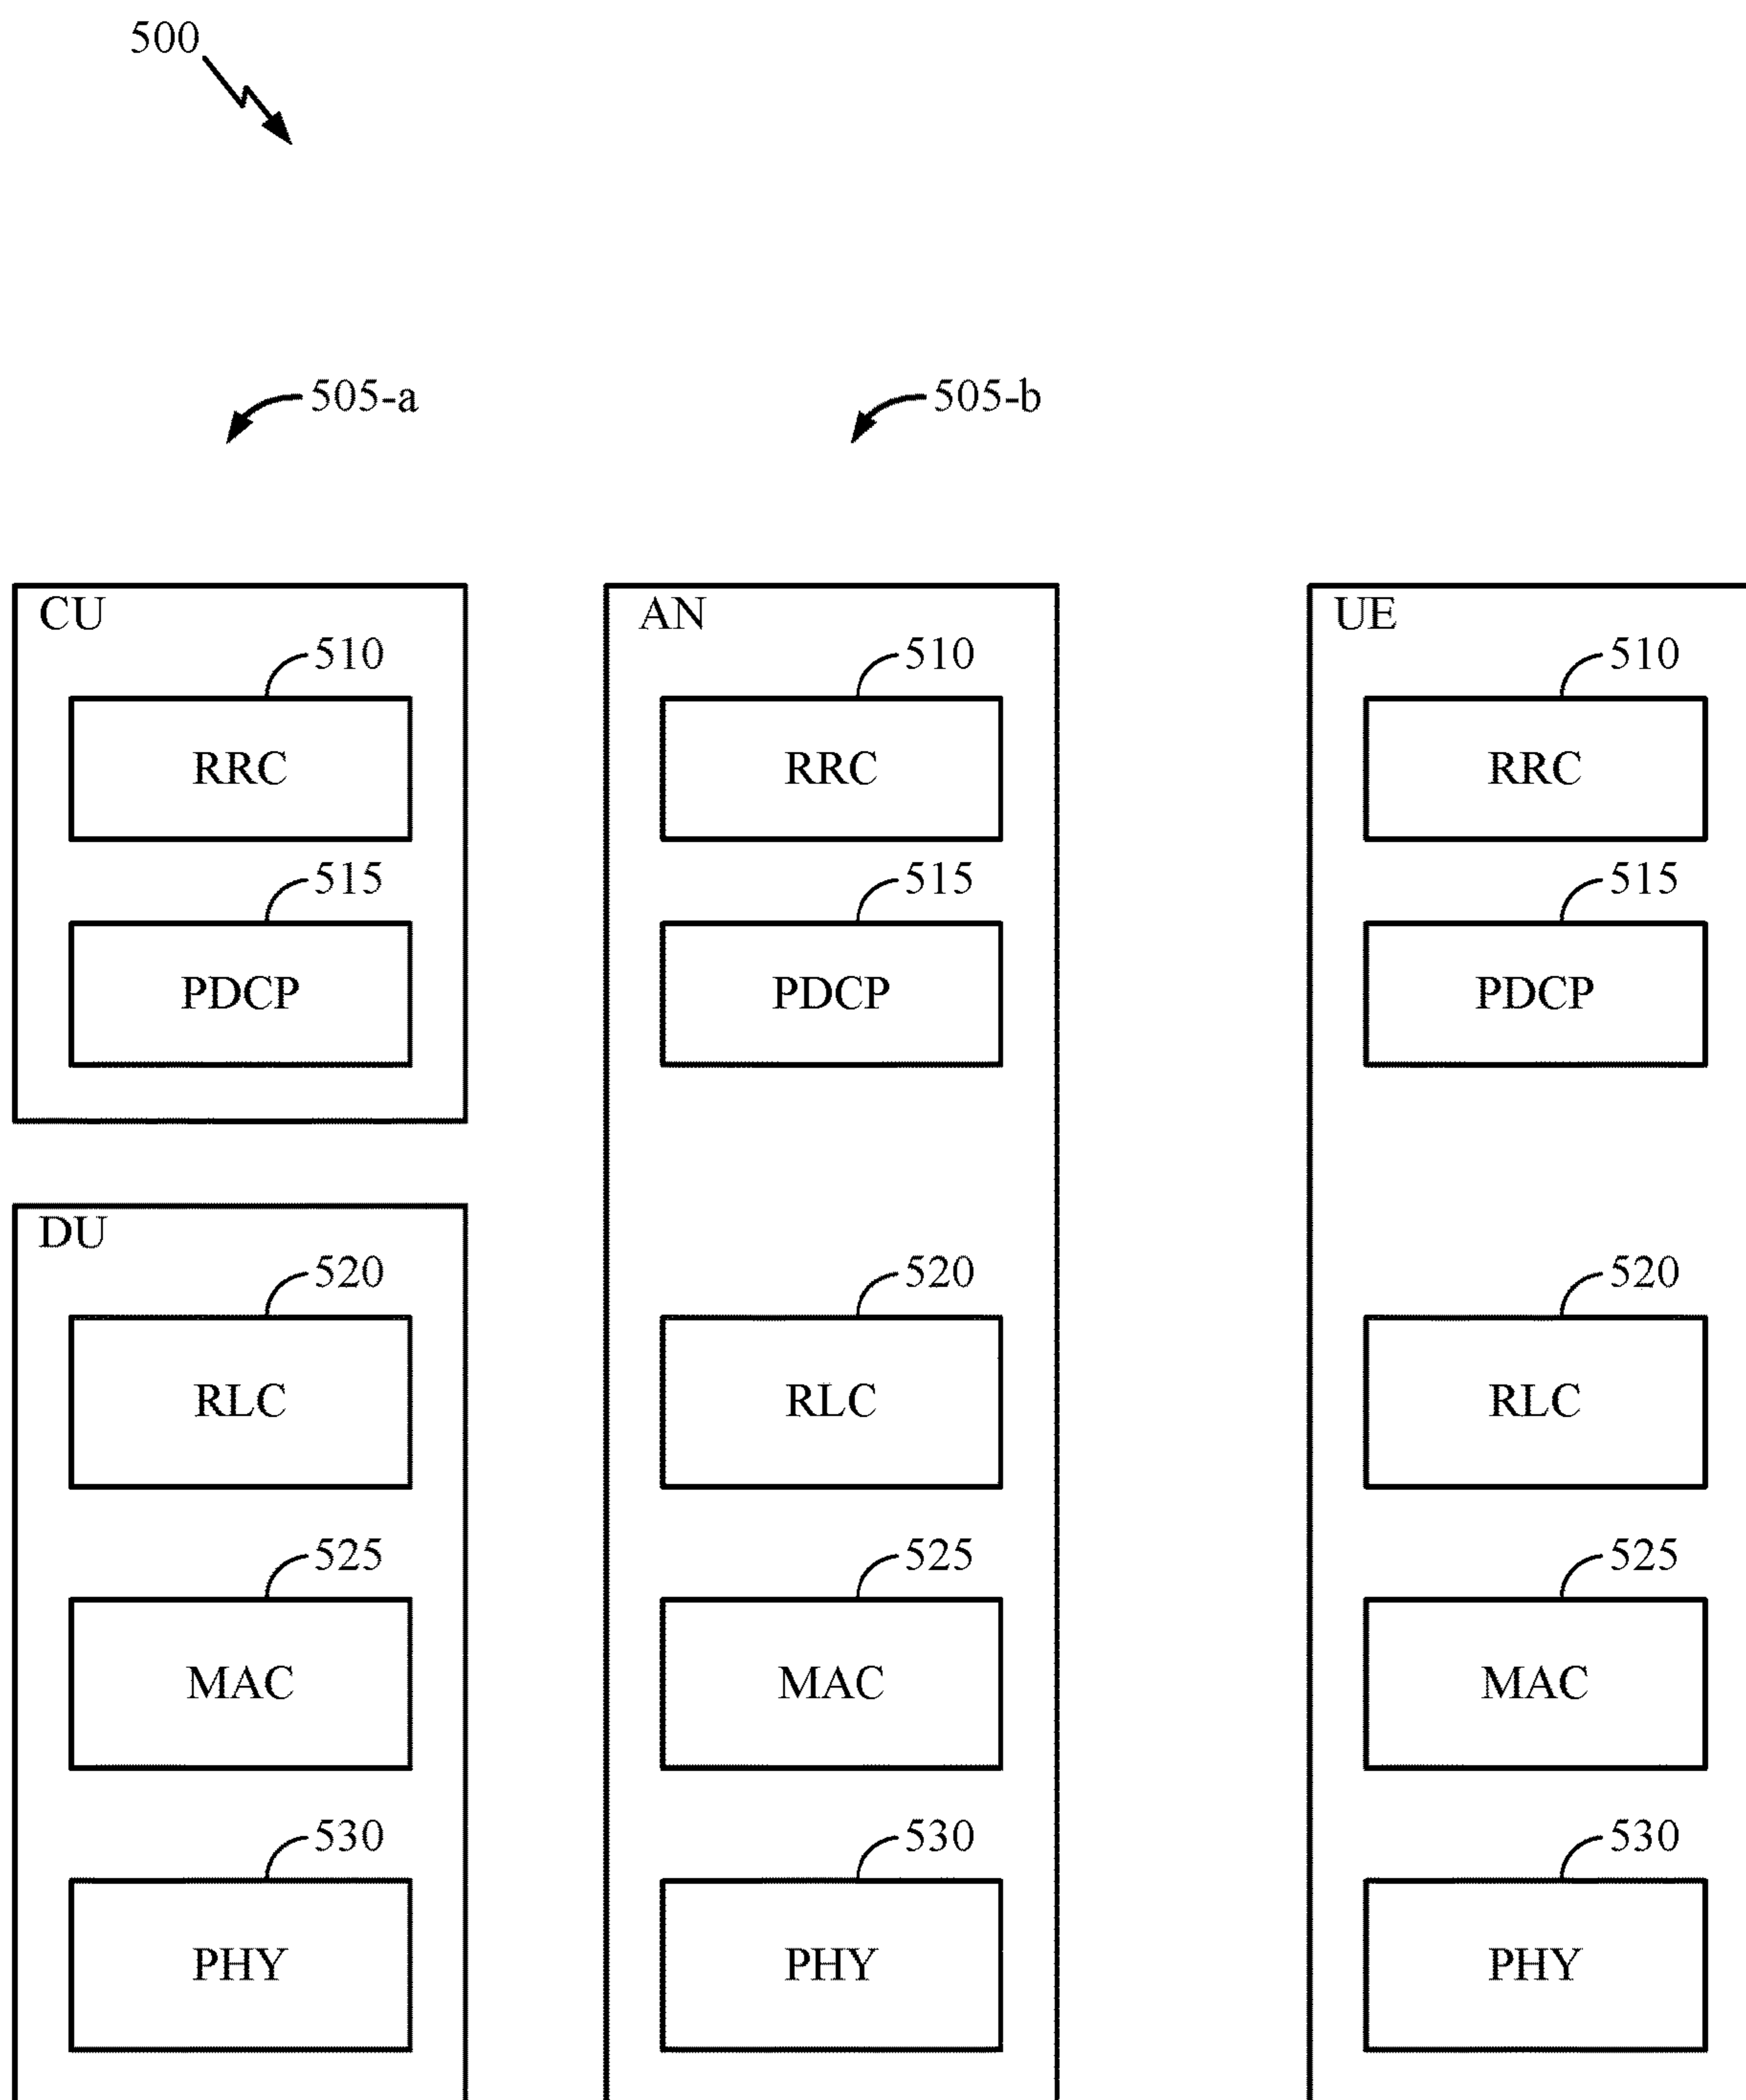 500
505-a 505-b
CU AN UE
510 510 510
RRC RRC RRC
515 515 515
PDCP PDCP PDCP
DU
520 520 520
RLC RLC RLC
525 525 525
MAC MAC MAC
530 530 530
PHY PHY PHY